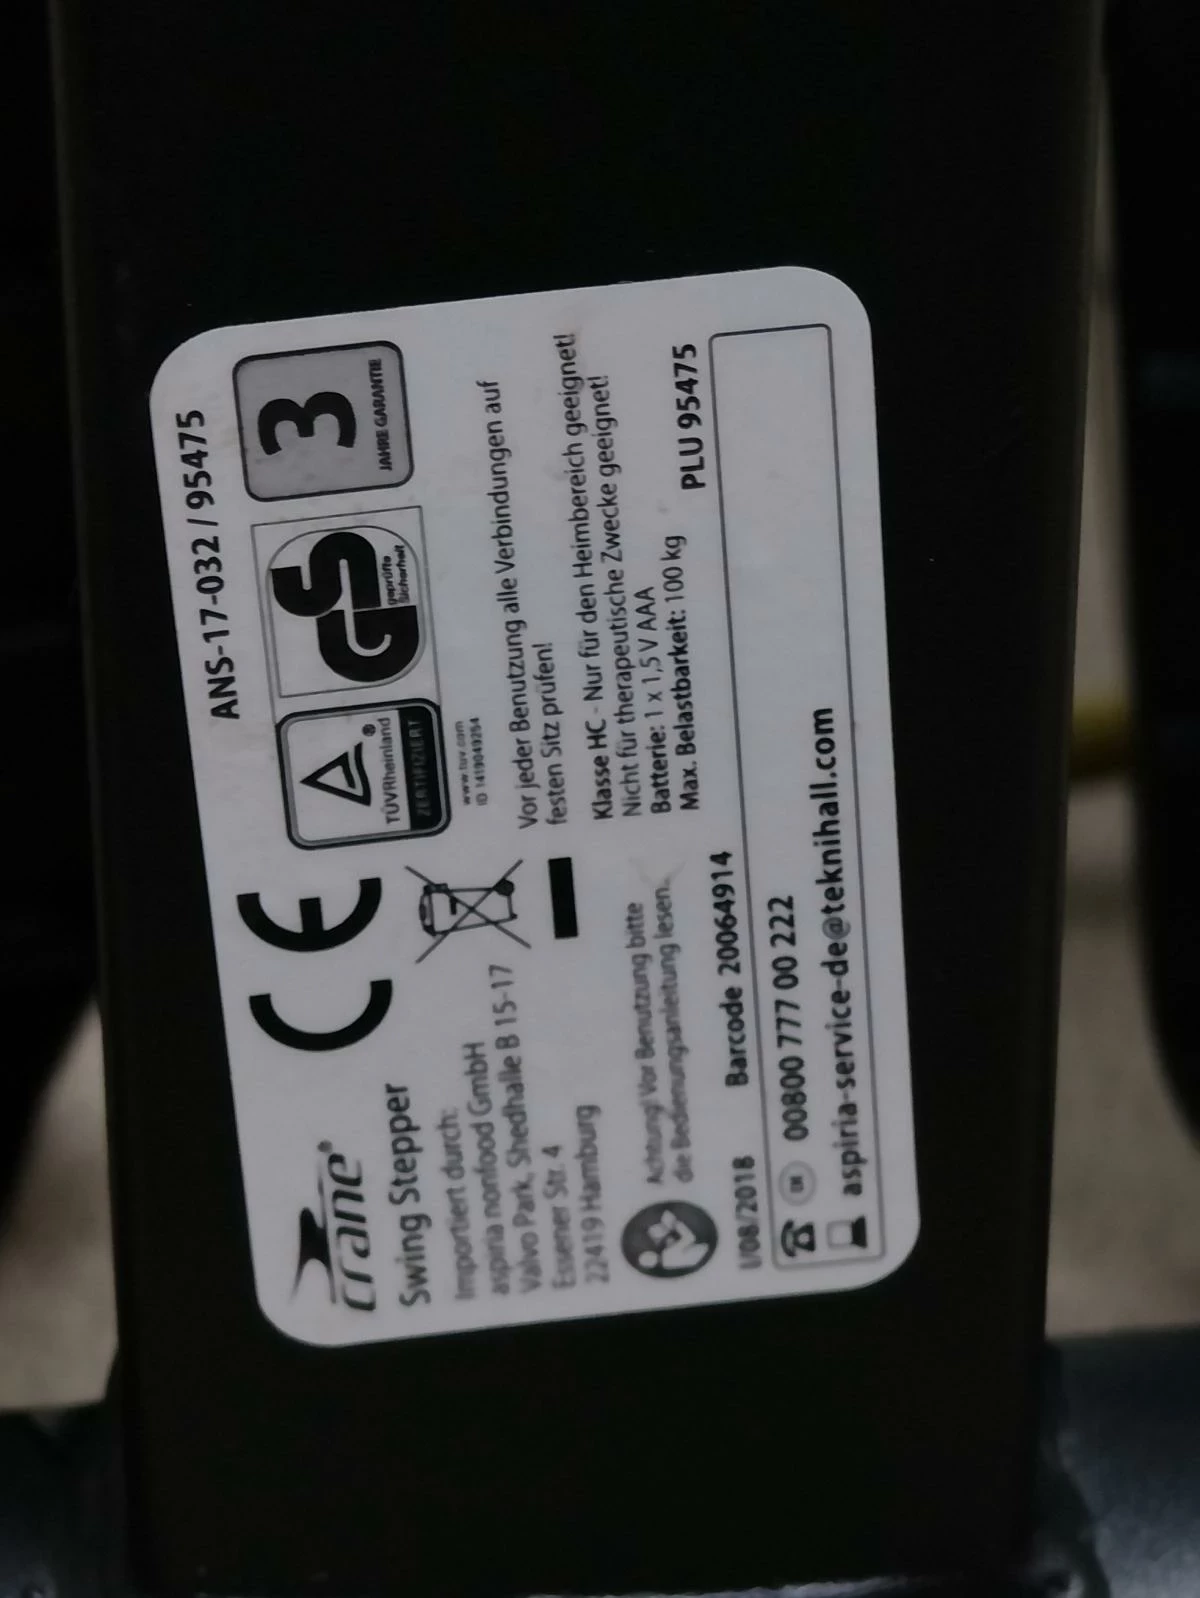 ANS-17-032 / 95475
crane®
Swing Stepper
Importiert durch:
aspiria nonfood GmbH
Valvo Park, Shedhalle B 15-17
Essener Str. 4
22419 Hamburg
Achtung! Vor Benutzung bitte
die Bedienungsanleitung lesen.
I/08/2018
Barcode 20064914
CE
TÜVRheinland®
ZERTIFIZIERT
www.tuv.com
ID 1419049254
GS
geprüfte
Sicherheit
3
JAHRE GARANTIE
Vor jeder Benutzung alle Verbindungen auf
festen Sitz prüfen!
Klasse HC - Nur für den Heimbereich geeignet!
Nicht für therapeutische Zwecke geeignet!
Batterie: 1 x 1,5 V AAA
Max. Belastbarkeit: 100 kg
PLU 95475
00800 777 00 222
aspiria-service-de@teknihall.com